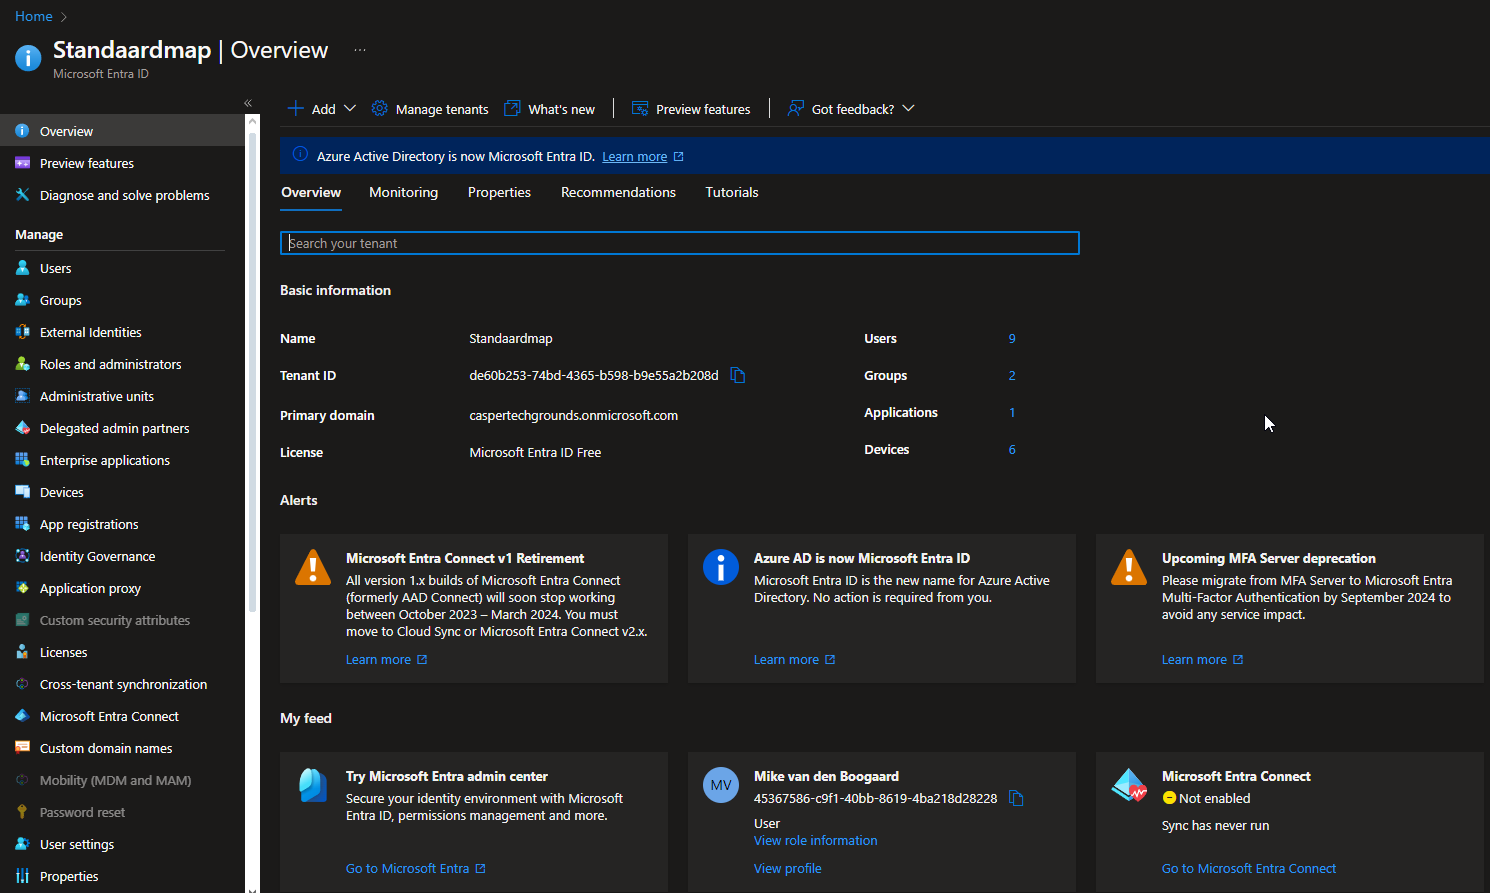 Home
Standaardmap | Overview
Microsoft Entra ID
Overview
Preview features
Diagnose and solve problems
Manage
Users
Groups
External Identities
Roles and administrators
Administrative units
Delegated admin partners
Enterprise applications
Devices
App registrations
Identity Governance
Application proxy
Custom security attributes
Licenses
Cross-tenant synchronization
Microsoft Entra Connect
Custom domain names
Mobility (MDM and MAM)
Password reset
User settings
Properties
Add Manage tenants What's new Preview features Got feedback?
Azure Active Directory is now Microsoft Entra ID. Learn more
Overview Monitoring Properties Recommendations Tutorials
Search your tenant
Basic information
Name Standaardmap Users 9
Tenant ID de60b253-74bd-4365-b598-b9e55a2b208d Groups 2
Primary domain caspertechgrounds.onmicrosoft.com Applications 1
License Microsoft Entra ID Free Devices 6
Alerts
Microsoft Entra Connect v1 Retirement
All version 1.x builds of Microsoft Entra Connect
(formerly AAD Connect) will soon stop working
between October 2023 – March 2024. You must
move to Cloud Sync or Microsoft Entra Connect v2.x.
Learn more
Azure AD is now Microsoft Entra ID
Microsoft Entra ID is the new name for Azure Active
Directory. No action is required from you.
Learn more
Upcoming MFA Server deprecation
Please migrate from MFA Server to Microsoft Entra
Multi-Factor Authentication by September 2024 to
avoid any service impact.
Learn more
My feed
Try Microsoft Entra admin center
Secure your identity environment with Microsoft
Entra ID, permissions management and more.
Go to Microsoft Entra
MV
Mike van den Boogaard
45367586-c9f1-40bb-8619-4ba218d28228
User
View role information
View profile
Microsoft Entra Connect
Not enabled
Sync has never run
Go to Microsoft Entra Connect